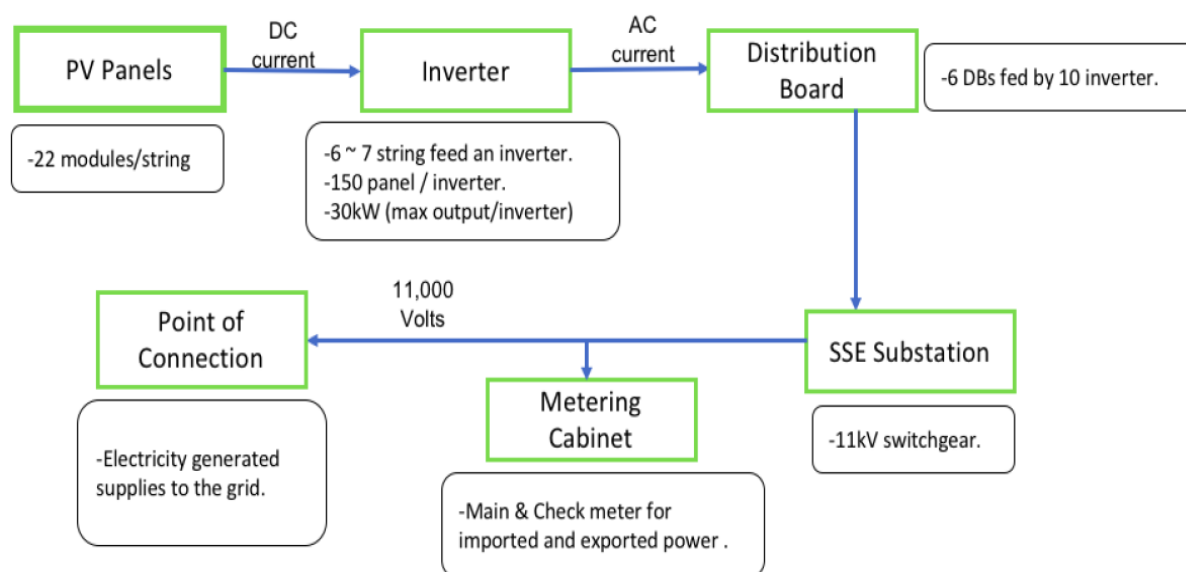 PV Panels
DC
current
Inverter
AC
current
Distribution
Board
-6 DBs fed by 10 inverter.
-22 modules/string
-6 ~ 7 string feed an inverter.
-150 panel / inverter.
-30kW (max output/inverter)
11,000
Volts
Point of
Connection
SSE Substation
Metering
Cabinet
-11kV switchgear.
-Electricity generated
supplies to the grid.
-Main & Check meter for
imported and exported power .